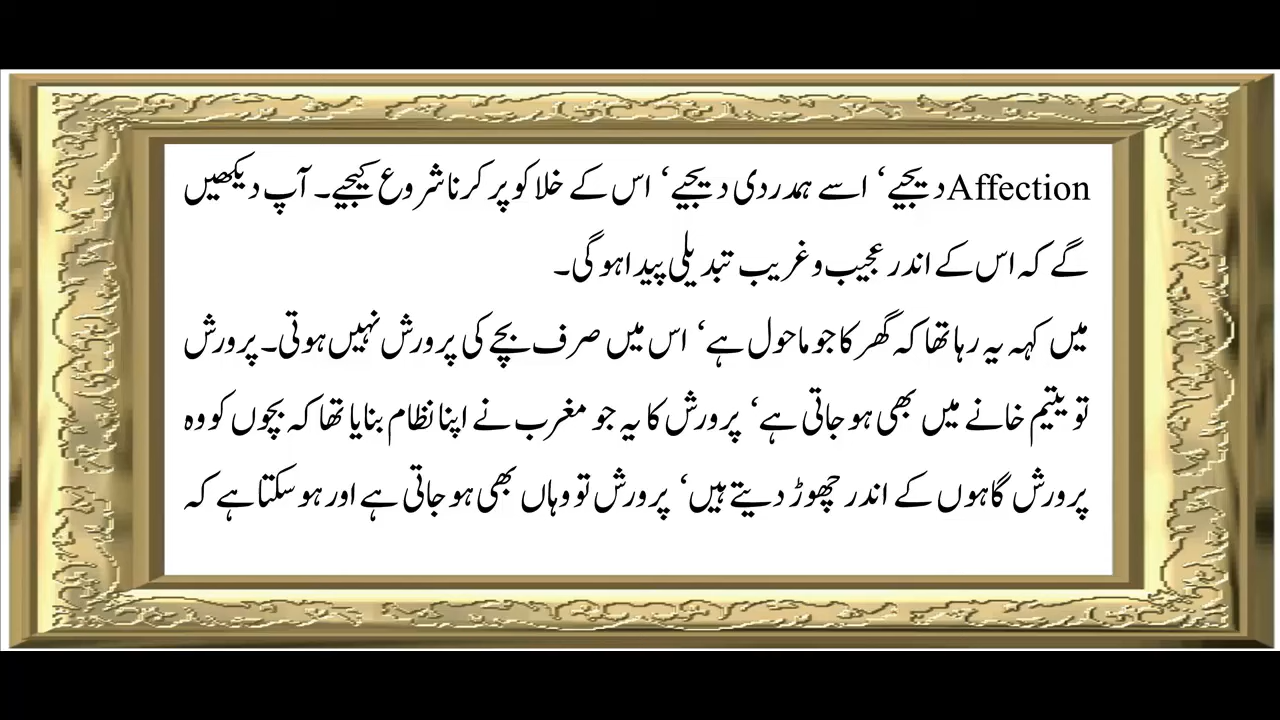 Affection دیجیے‘ اسے ہمدردی دیجیے‘ اس کے خلا کو پر کرنا شروع کیجیے۔ آپ دیکھیں
گے کہ اس کے اندر عجیب و غریب تبدیلی پیدا ہو گی۔
میں کہہ یہ رہا تھا کہ گھر کا جو ماحول ہے‘ اس میں صرف بچے کی پرورش نہیں ہوتی۔ پرورش
تو یتیم خانے میں بھی ہو جاتی ہے‘ پرورش کا یہ جو مغرب نے اپنا نظام بنایا تھا کہ بچوں کو وہ
پرورش گاہوں کے اندر چھوڑ دیتے ہیں‘ پرورش تو وہاں بھی ہو جاتی ہے اور ہو سکتا ہے کہ